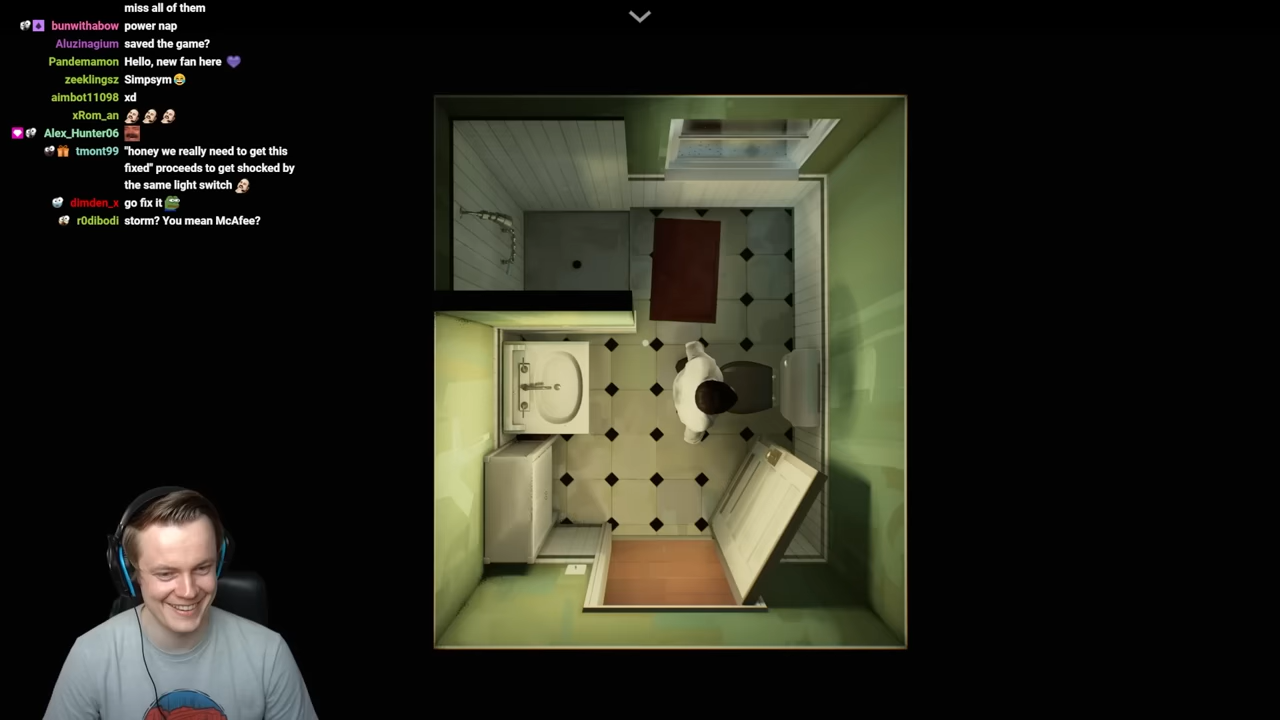 miss all of them
bunwithabow power nap
Aluzinagium saved the game?
Pandemamon Hello, new fan here
zeeklingsz Simpsym
aimbot11098 xd
xRom_an
Alex_Hunter06
tmont99 "honey we really need to get this
fixed" proceeds to get shocked by
the same light switch
dimden_x go fix it
r0dibodi storm? You mean McAfee?